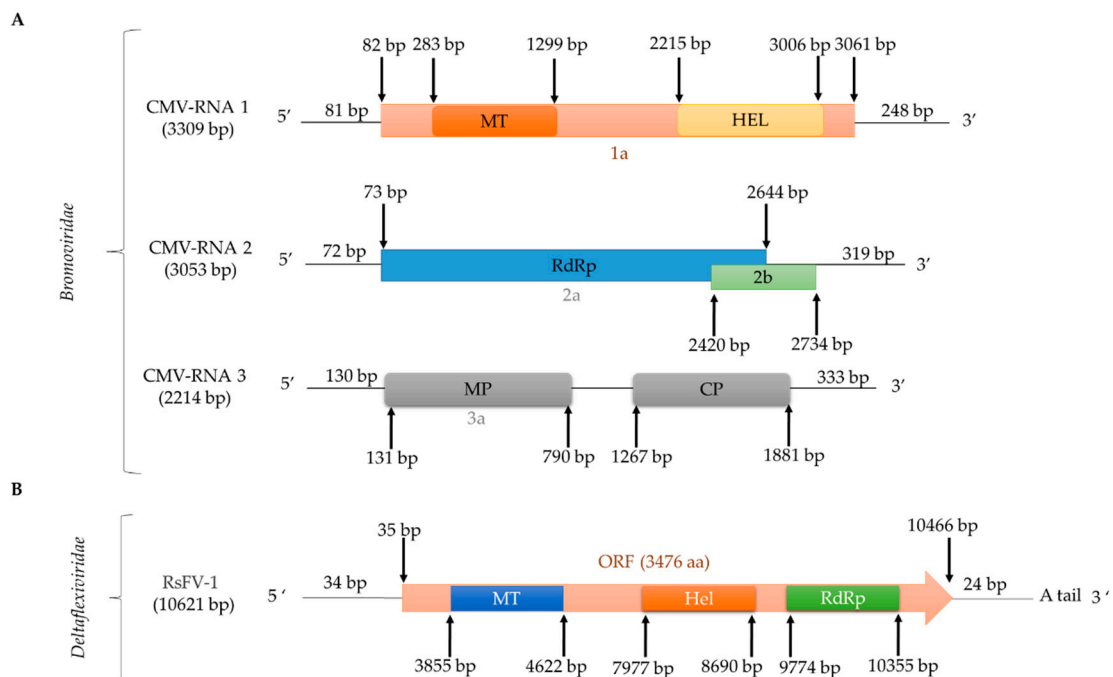 A
82 bp 283 bp 1299 bp 2215 bp 3006 bp 3061 bp
CMV-RNA 1
(3309 bp)
5′ 81 bp MT HEL 248 bp 3′
1a
73 bp 2644 bp
Bromoviridae
CMV-RNA 2
(3053 bp)
5′ 72 bp RdRp 2b 319 bp 3′
2a
2420 bp 2734 bp
CMV-RNA 3
(2214 bp)
5′ 130 bp MP CP 333 bp 3′
3a
131 bp 790 bp 1267 bp 1881 bp
B
35 bp 10466 bp
ORF (3476 aa)
Deltaflexiviridae
RsFV-1
(10621 bp)
5 ‘ 34 bp MT Hel RdRp 24 bp A tail 3 ‘
3855 bp 4622 bp 7977 bp 8690 bp 9774 bp 10355 bp